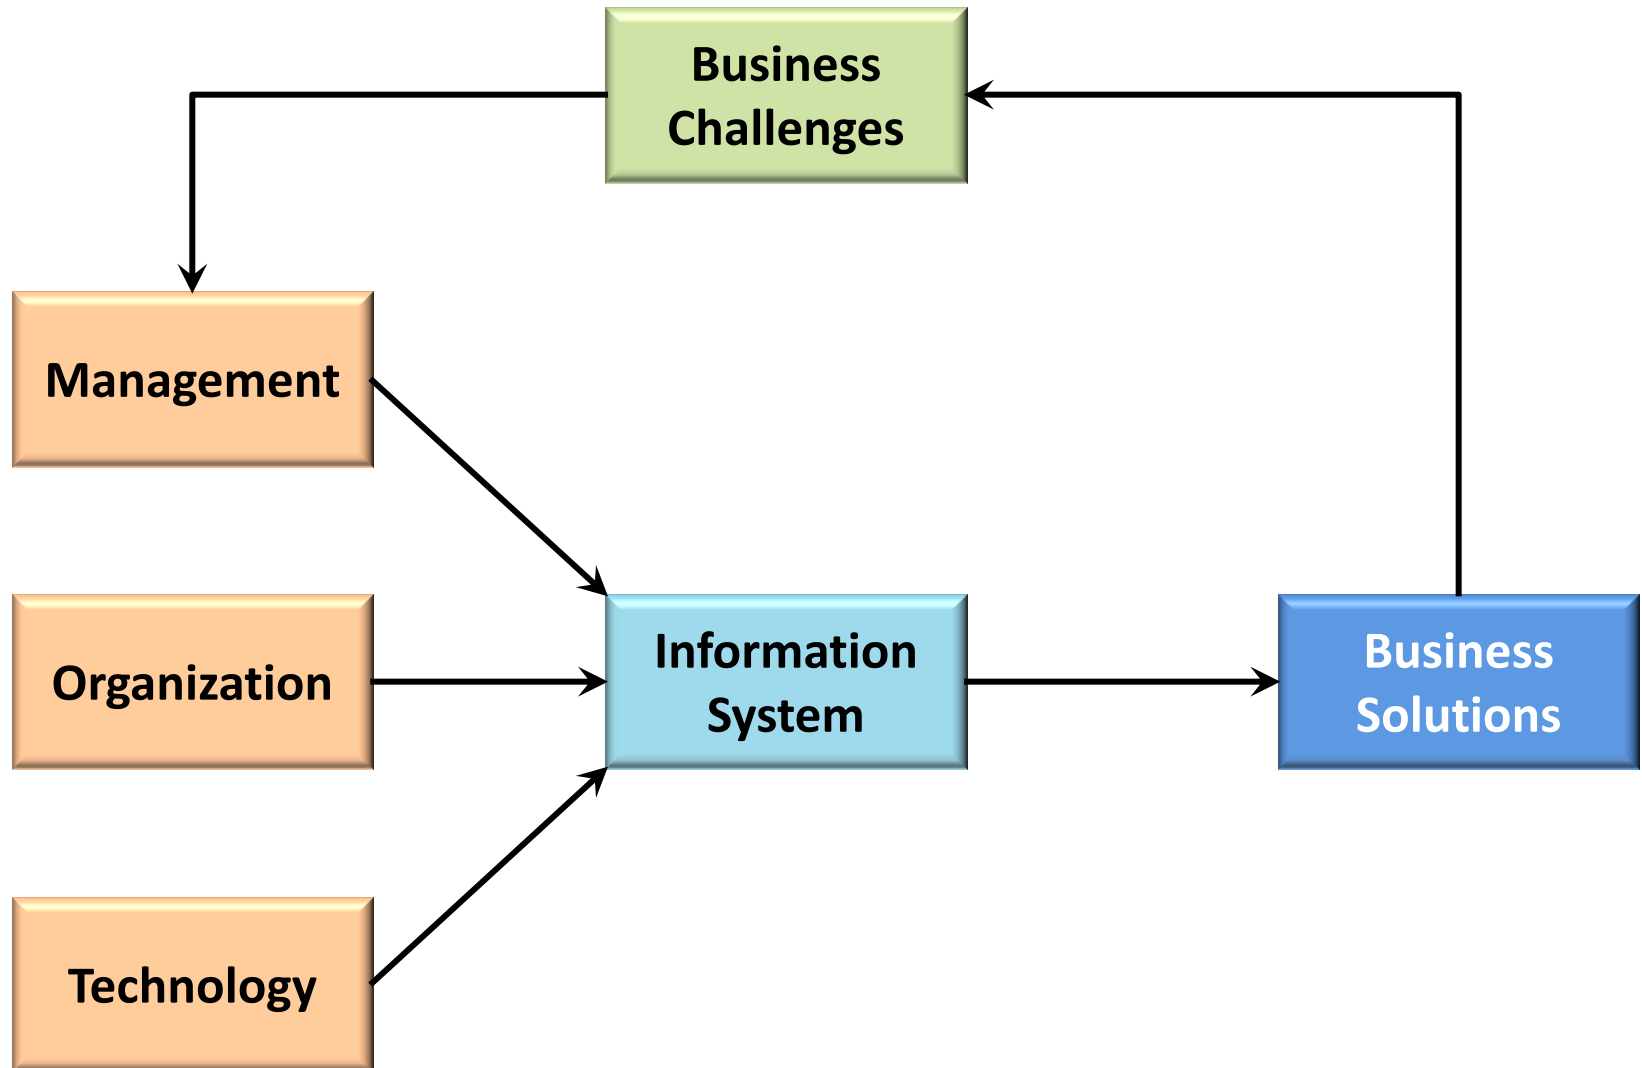 Business
Challenges
Management
Organization
Information
System
Business
Solutions
Technology